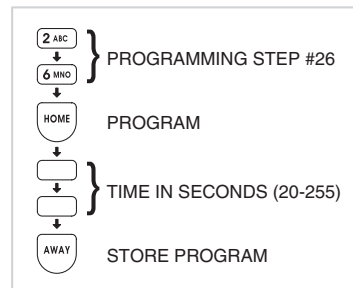 2 ABC
PROGRAMMING STEP #26
6 MNO
HOME PROGRAM
TIME IN SECONDS (20-255)
AWAY STORE PROGRAM